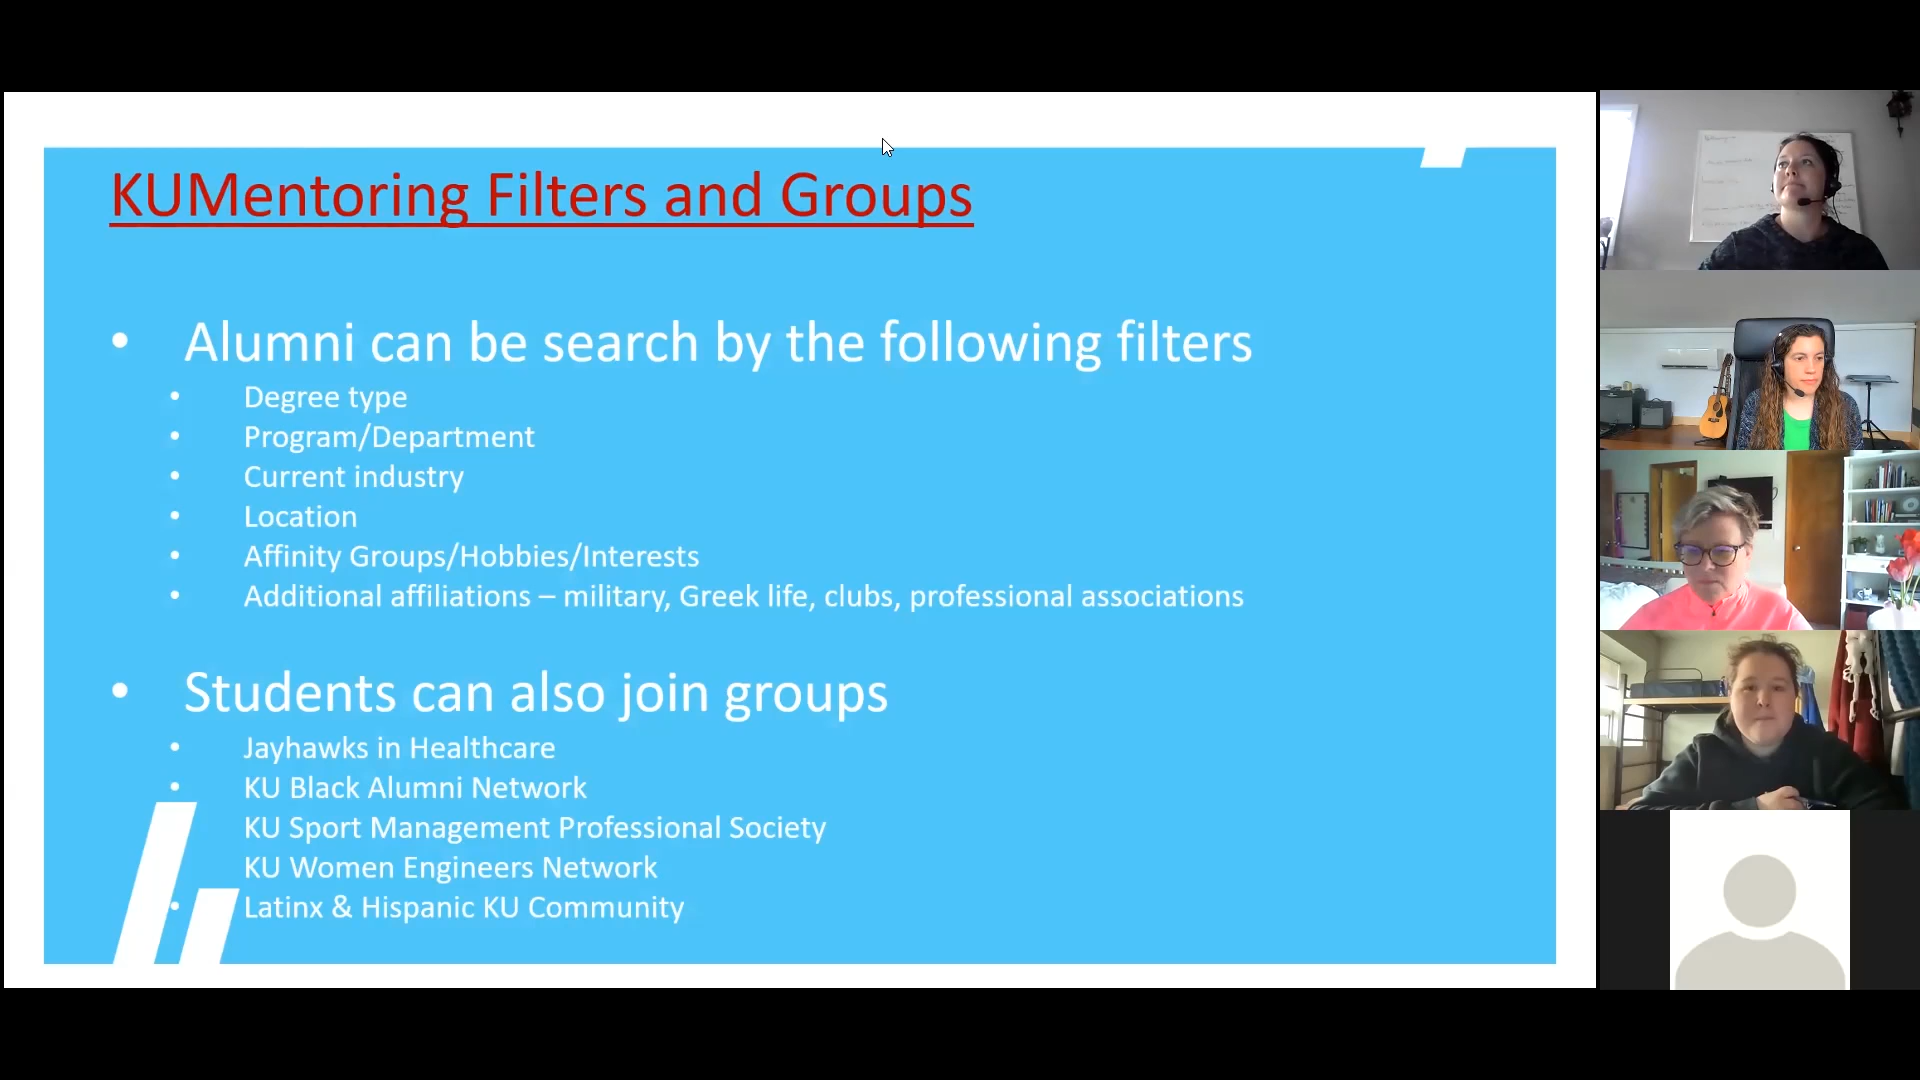 KUMentoring Filters and Groups
• Alumni can be search by the following filters
• Degree type
• Program/Department
• Current industry
• Location
• Affinity Groups/Hobbies/Interests
• Additional affiliations – military, Greek life, clubs, professional associations
• Students can also join groups
• Jayhawks in Healthcare
• KU Black Alumni Network
KU Sport Management Professional Society
KU Women Engineers Network
• Latinx & Hispanic KU Community